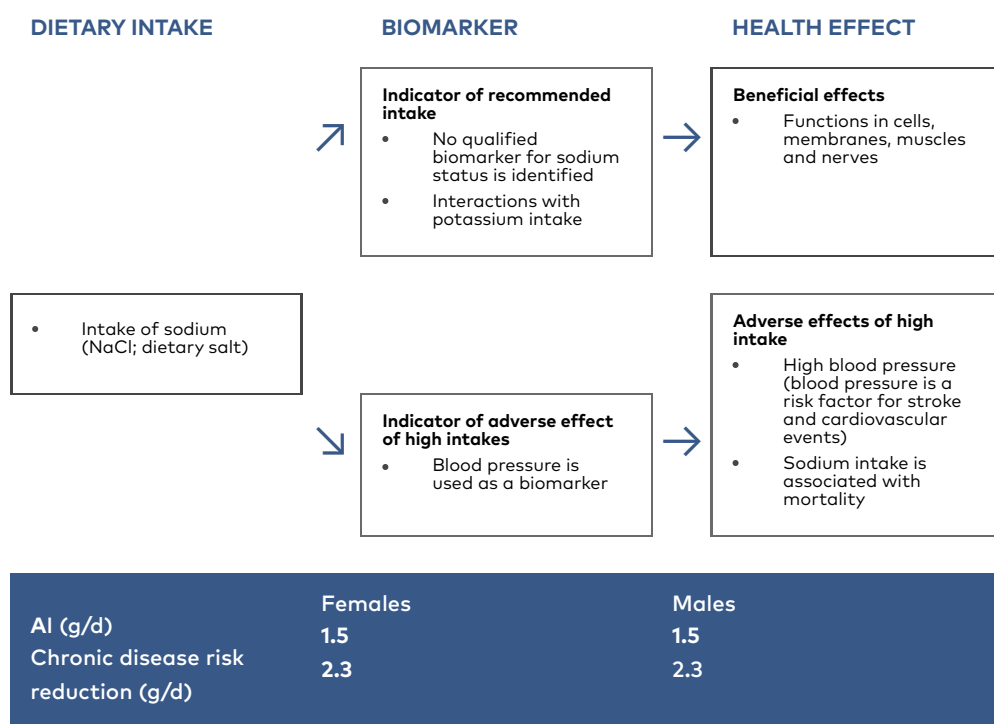 DIETARY INTAKE
BIOMARKER
HEALTH EFFECT
Indicator of recommended
intake
• No qualified
biomarker for sodium
status is identified
• Interactions with
potassium intake
Beneficial effects
• Functions in cells,
membranes, muscles
and nerves
• Intake of sodium
(NaCl; dietary salt)
Indicator of adverse effect
of high intakes
• Blood pressure is
used as a biomarker
Adverse effects of high
intake
• High blood pressure
(blood pressure is a
risk factor for stroke
and cardiovascular
events)
• Sodium intake is
associated with
mortality
Females
Males
AI (g/d)
1.5
1.5
Chronic disease risk
reduction (g/d)
2.3
2.3